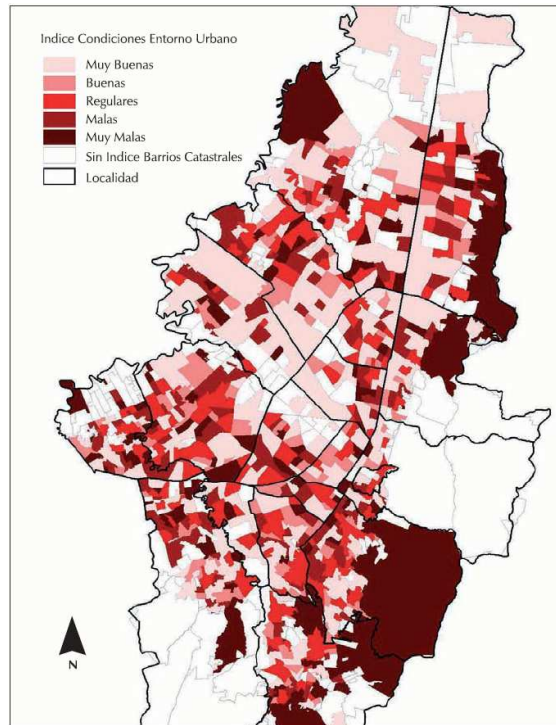 Indice Condiciones Entorno Urbano
Muy Buenas
Buenas
Regulares
Malas
Muy Malas
Sin Indice Barrios Catastrales
Localidad
N